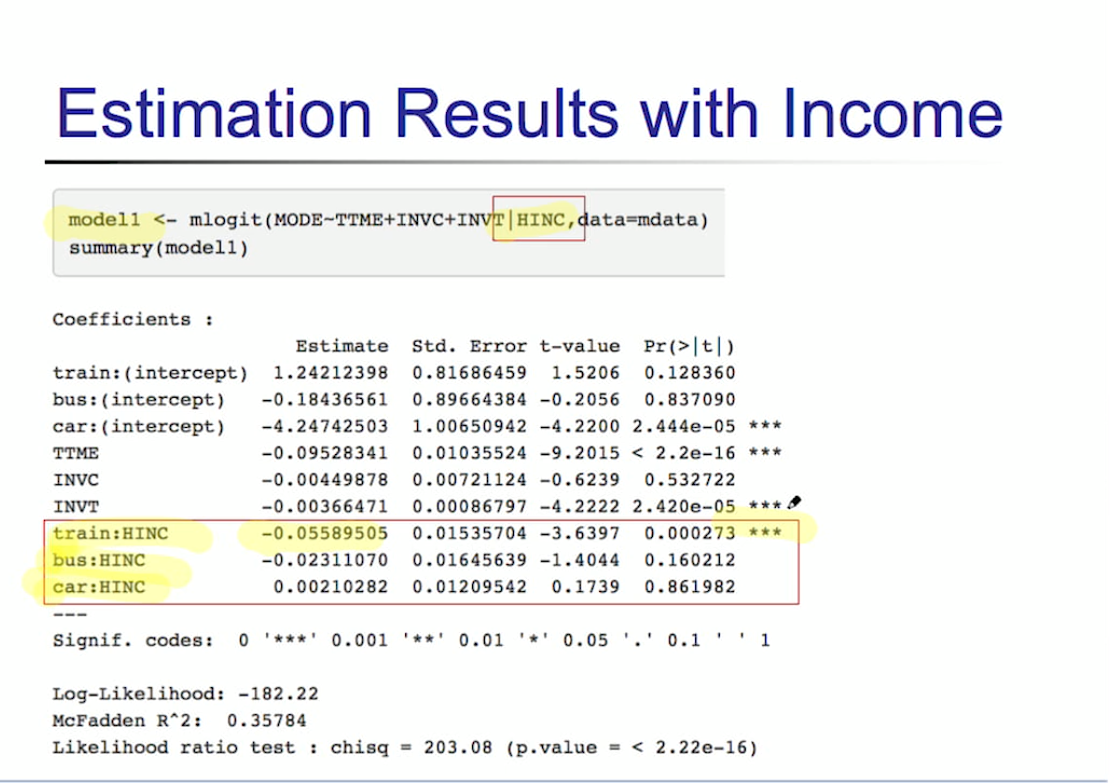 Estimation Results with Income
model1 <- mlogit(MODE~TTME+INVC+INVT|HINC,data=mdata)
summary(model1)
Coefficients :
Estimate Std. Error t-value Pr(>|t|)
train:(intercept) 1.24212398 0.81686459 1.5206 0.128360
bus:(intercept) -0.18436561 0.89664384 -0.2056 0.837090
car:(intercept) -4.24742503 1.00650942 -4.2200 2.444e-05 ***
TTME -0.09528341 0.01035524 -9.2015 < 2.2e-16 ***
INVC -0.00449878 0.00721124 -0.6239 0.532722
INVT -0.00366471 0.00086797 -4.2222 2.420e-05 ***
train:HINC -0.05589505 0.01535704 -3.6397 0.000273 ***
bus:HINC -0.02311070 0.01645639 -1.4044 0.160212
car:HINC 0.00210282 0.01209542 0.1739 0.861982
---
Signif. codes: 0 '***' 0.001 '**' 0.01 '*' 0.05 '.' 0.1 ' ' 1
Log-Likelihood: -182.22
McFadden R^2: 0.35784
Likelihood ratio test : chisq = 203.08 (p.value = < 2.22e-16)